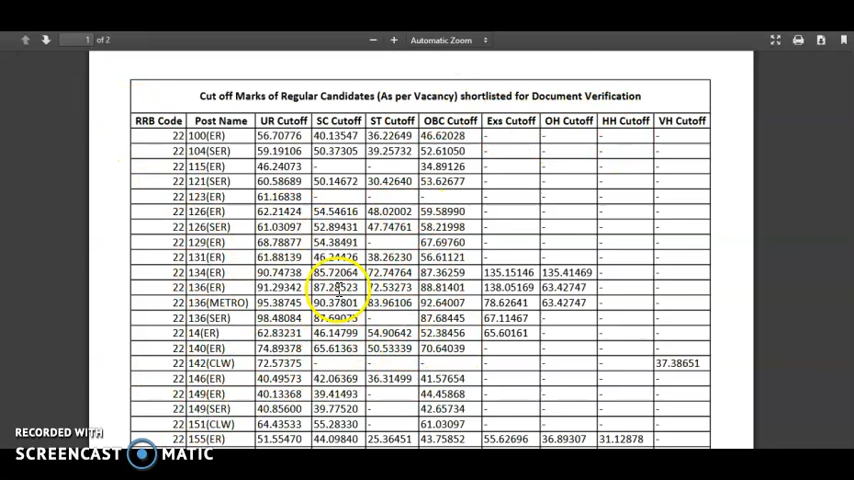 1 of 2 Automatic Zoom
Cut off Marks of Regular Candidates (As per Vacancy) shortlisted for Document Verification
RRB Code Post Name UR Cutoff SC Cutoff ST Cutoff OBC Cutoff Exs Cutoff OH Cutoff HH Cutoff VH Cutoff
22 100(ER) 56.70776 40.13547 36.22649 46.62028 - - - -
22 104(SER) 59.19106 50.37305 39.25732 52.61050 - - - -
22 115(ER) 46.24073 - - 34.89126 - - - -
22 121(SER) 60.58689 50.14672 30.42640 53.62677 - - - -
22 123(ER) 61.16838 - - - - - - -
22 126(ER) 62.21424 54.54616 48.02002 59.58990 - - - -
22 126(SER) 61.03097 52.89431 47.74761 58.21998 - - - -
22 129(ER) 68.78877 54.38491 - 67.69760 - - - -
22 131(ER) 61.88139 46.24426 38.26230 56.61121 - - - -
22 134(ER) 90.74738 85.72064 72.74764 87.36259 135.15146 135.41469 - -
22 136(ER) 91.29342 87.28523 72.53273 88.81401 138.05169 63.42747 - -
22 136(METRO) 95.38745 90.37801 83.96106 92.64007 78.62641 63.42747 - -
22 136(SER) 98.48084 87.69075 - 87.68445 67.11467 - - -
22 14(ER) 62.83231 46.14799 54.90642 52.38456 65.60161 - - -
22 140(ER) 74.89378 65.61363 50.53339 70.64039 - - - -
22 142(CLW) 72.57375 - - - - - - 37.38651
22 146(ER) 40.49573 42.06369 36.31499 41.57654 - - - -
22 149(ER) 40.13368 39.41493 - 44.45868 - - - -
22 149(SER) 40.85600 39.77520 - 42.65734 - - - -
22 151(CLW) 64.43533 55.28330 - 61.03097 - - - -
22 155(ER) 51.55470 44.09840 25.36451 43.75852 55.62696 36.89307 31.12878 -
RECORDED WITH
SCREENCAST MATIC